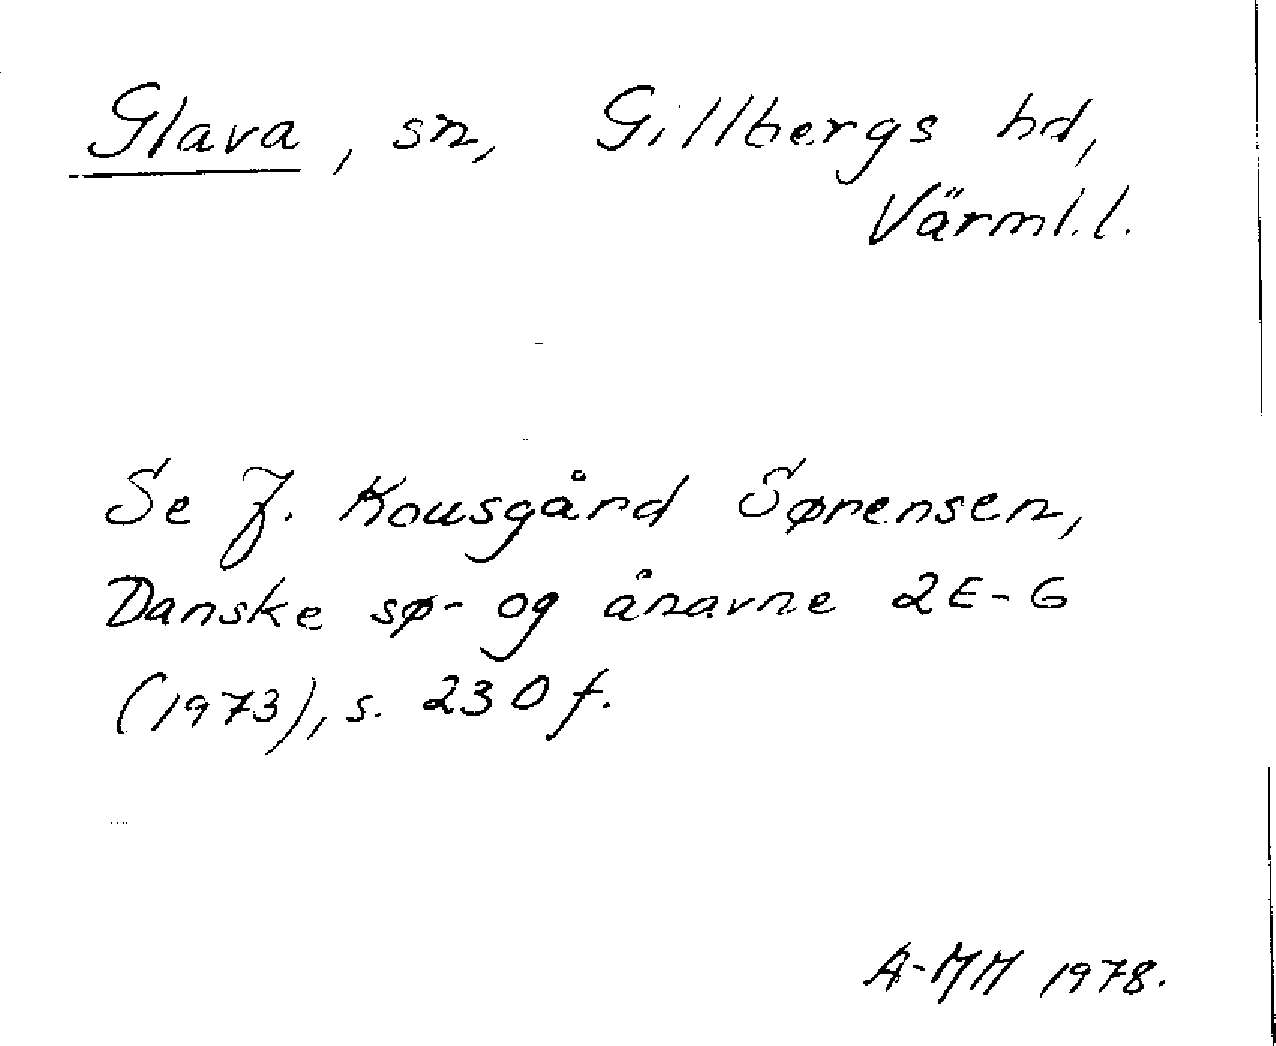 Glava, sn, Gillbergs hd,
Värml.l.
Se J. Kousgård Sørensen,
Danske sø- og ånavne 2E-G
(1973), s. 230 f.
A-MM 1978.